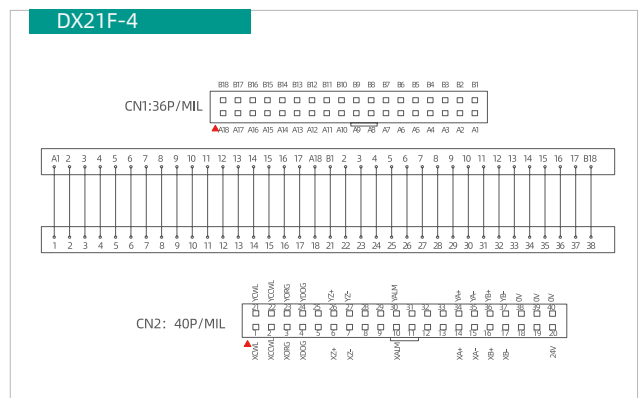 DX21F-4
B18 B17 B16 B15 B14 B13 B12 B11 B10 B9 B8 B7 B6 B5 B4 B3 B2 B1
CN1:36P/MIL
A18 A17 A16 A15 A14 A13 A12 A11 A10 A9 A8 A7 A6 A5 A4 A3 A2 A1
A1 2 3 4 5 6 7 8 9 10 11 12 13 14 15 16 17 A18 B1 2 3 4 5 6 7 8 9 10 11 12 13 14 15 16 17 B18
1 2 3 4 5 6 7 8 9 10 11 12 13 14 15 16 17 18 21 22 23 24 25 26 27 28 29 30 31 32 33 34 35 36 37 38
YCWL YCCWL YORG YDOG YZ+ YZ- YALM YA+ YA- YB+ YB- 0V 0V 0V
21 22 23 24 25 26 27 28 29 30 31 32 33 34 35 36 37 38 39 40
CN2: 40P/MIL
1 2 3 4 5 6 7 8 9 10 11 12 13 14 15 16 17 18 19 20
XCWL XCCWL XORG XDOG XZ+ XZ- XALM XA+ XA- XB+ XB- 24V